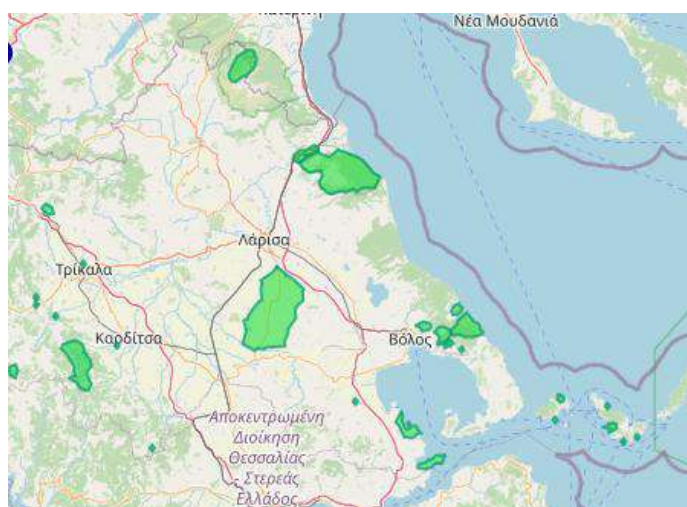 Νέα Μουδανιά
Λάρισα
Τρίκαλα
Καρδίτσα
Βόλος
Αποκεντρωμένη
Διοίκηση
Θεσσαλίας
- Στερεάς
Ελλάδος